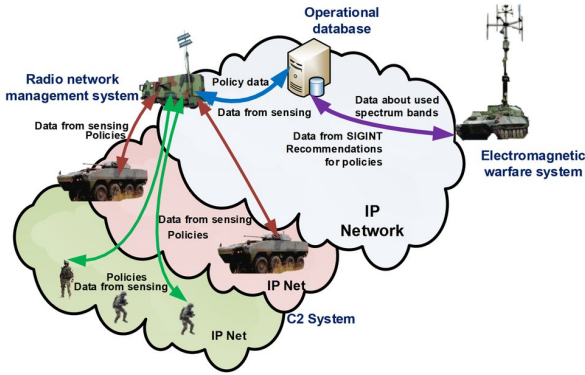 Operational
database
Radio network
management system
Policy data
Data from sensing
Data about used
spectrum bands
Data from sensing
Policies
Data from SIGINT
Recommendations
for policies
Electromagnetic
warfare system
IP
Network
Data from sensing
Policies
Policies
Data from sensing
IP Net
C2 System
IP Net